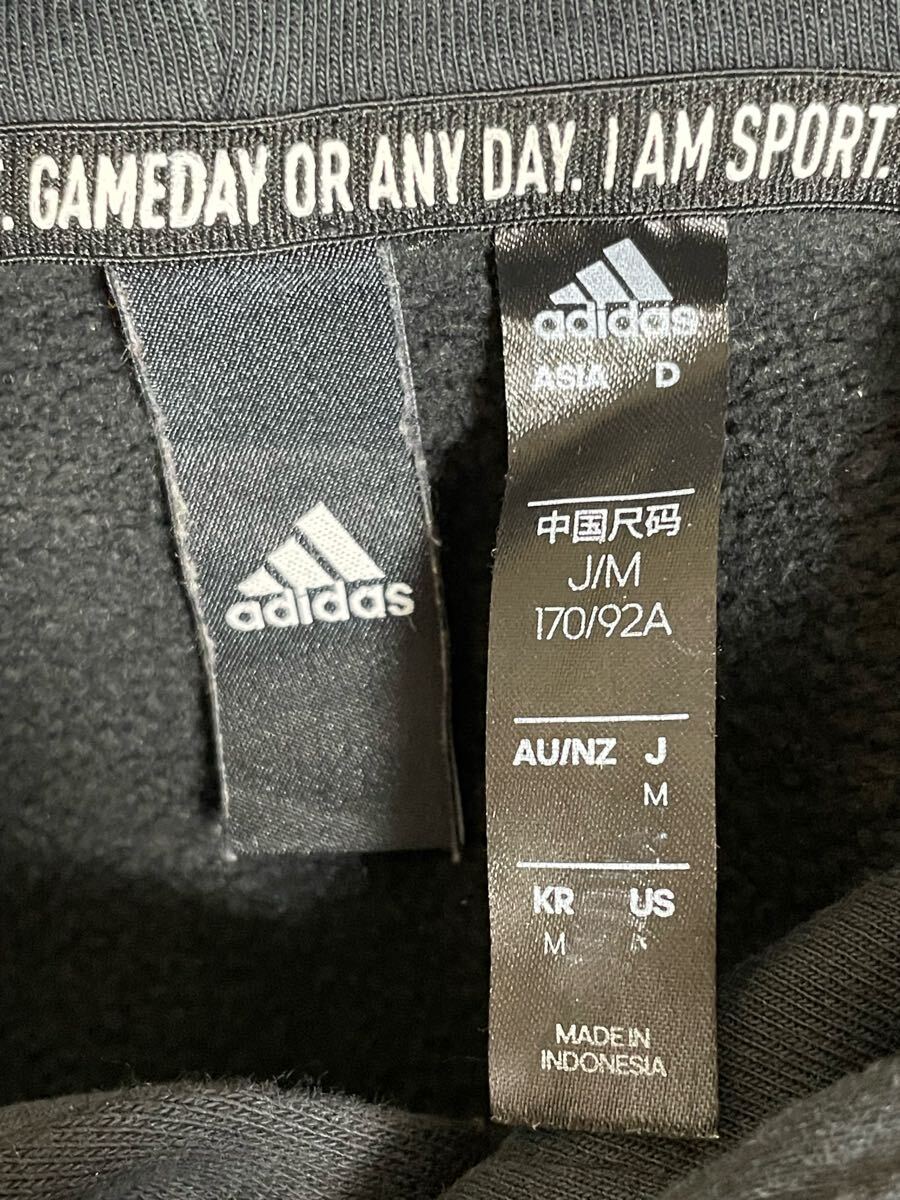 . GAMEDAY OR ANY DAY. I AM SPORT.
adidas
adidas
ASIA D
中国尺码
J/M
170/92A
AU/NZ J
M
KR US
M
MADE IN
INDONESIA